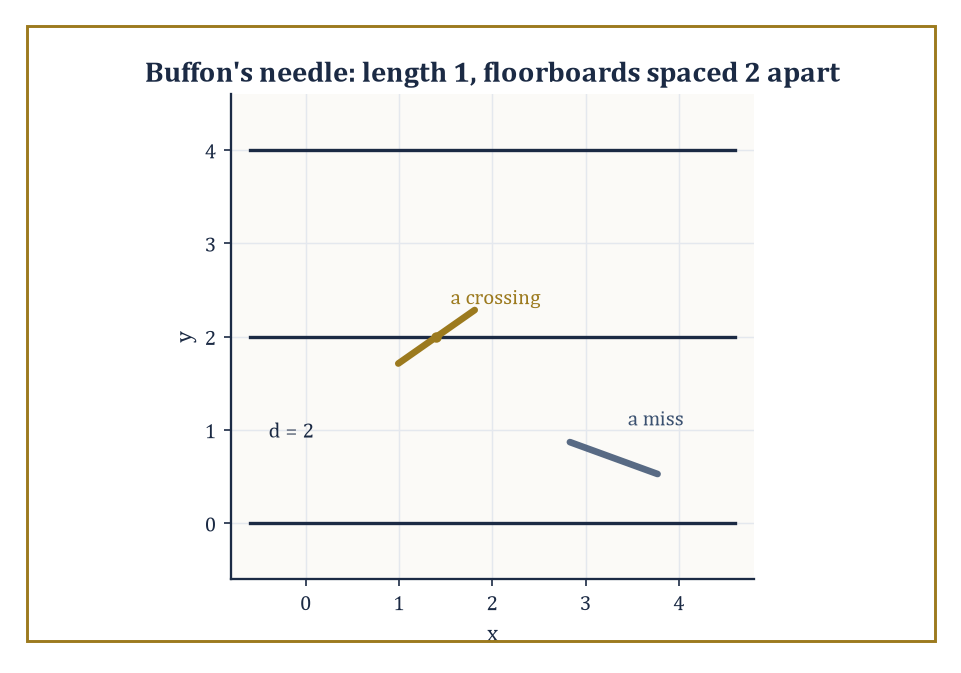 Buffon's needle: length 1, floorboards spaced 2 apart
4
3
a crossing
y
2
a miss
1
d = 2
0
0 1 2 3 4
x